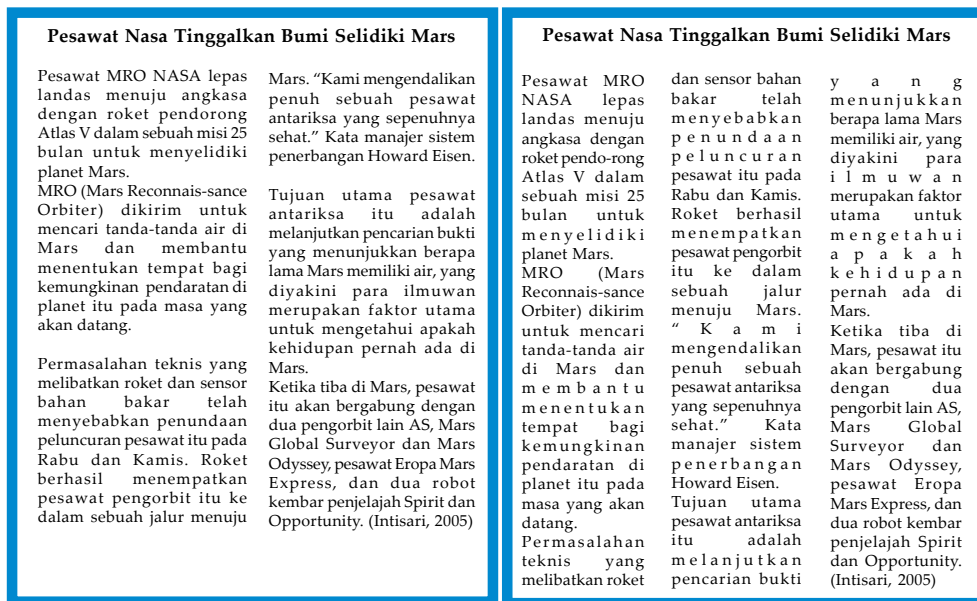 Pesawat Nasa Tinggalkan Bumi Selidiki Mars
Pesawat MRO NASA lepas
landas menuju angkasa
dengan roket pendorong
Atlas V dalam sebuah misi 25
bulan untuk menyelidiki
planet Mars.
MRO (Mars Reconnais-sance
Orbiter) dikirim untuk
mencari tanda-tanda air di
Mars dan membantu
menentukan tempat bagi
kemungkinan pendaratan di
planet itu pada masa yang
akan datang.
Permasalahan teknis yang
melibatkan roket dan sensor
bahan bakar telah
menyebabkan penundaan
peluncuran pesawat itu pada
Rabu dan Kamis. Roket
berhasil menempatkan
pesawat pengorbit itu ke
dalam sebuah jalur menuju
Mars. “Kami mengendalikan
penuh sebuah pesawat
antariksa yang sepenuhnya
sehat.” Kata manajer sistem
penerbangan Howard Eisen.
Tujuan utama pesawat
antariksa itu adalah
melanjutkan pencarian bukti
yang menunjukkan berapa
lama Mars memiliki air, yang
diyakini para ilmuwan
merupakan faktor utama
untuk mengetahui apakah
kehidupan pernah ada di
Mars.
Ketika tiba di Mars, pesawat
itu akan bergabung dengan
dua pengorbit lain AS, Mars
Global Surveyor dan Mars
Odyssey, pesawat Eropa Mars
Express, dan dua robot
kembar penjelajah Spirit dan
Opportunity. (Intisari, 2005)
Pesawat Nasa Tinggalkan Bumi Selidiki Mars
Pesawat MRO
NASA lepas
landas menuju
angkasa dengan
roket pendo-rong
Atlas V dalam
sebuah misi 25
bulan untuk
menyelidiki
planet Mars.
MRO (Mars
Reconnais-sance
Orbiter) dikirim
untuk mencari
tanda-tanda air
di Mars dan
membantu
menentukan
tempat bagi
kemungkinan
pendaratan di
planet itu pada
masa yang akan
datang.
Permasalahan
teknis yang
melibatkan roket
dan sensor bahan
bakar telah
menyebabkan
penundaan
peluncuran
pesawat itu pada
Rabu dan Kamis.
Roket berhasil
menempatkan
pesawat pengorbit
itu ke dalam
sebuah jalur
menuju Mars.
“Kami
mengendalikan
penuh sebuah
pesawat antariksa
yang sepenuhnya
sehat.” Kata
manajer sistem
penerbangan
Howard Eisen.
Tujuan utama
pesawat antariksa
itu adalah
melanjutkan
pencarian bukti
yang
menunjukkan
berapa lama Mars
memiliki air, yang
diyakini para
ilmuwan
merupakan faktor
utama untuk
mengetahui
apakah
kehidupan
pernah ada di
Mars.
Ketika tiba di
Mars, pesawat itu
akan bergabung
dengan dua
pengorbit lain AS,
Mars Global
Surveyor dan
Mars Odyssey,
pesawat Eropa
Mars Express, dan
dua robot kembar
penjelajah Spirit
dan Opportunity.
(Intisari, 2005)